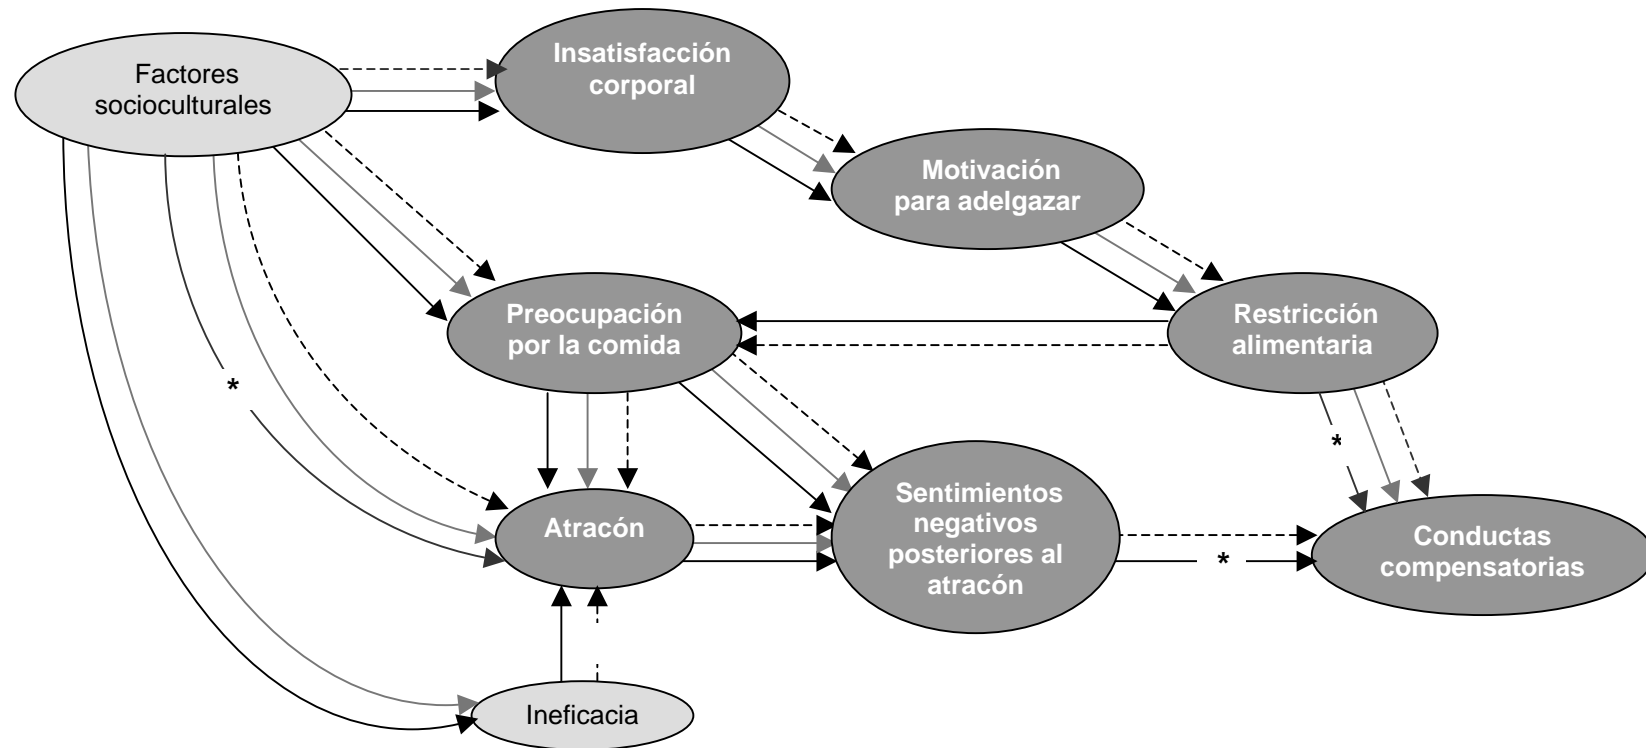 Factores
socioculturales
Insatisfacción
corporal
Motivación
para adelgazar
Preocupación
por la comida
Restricción
alimentaria
*
*
Atracón
Sentimientos
negativos
posteriores al
atracón
*
Conductas
compensatorias
Ineficacia